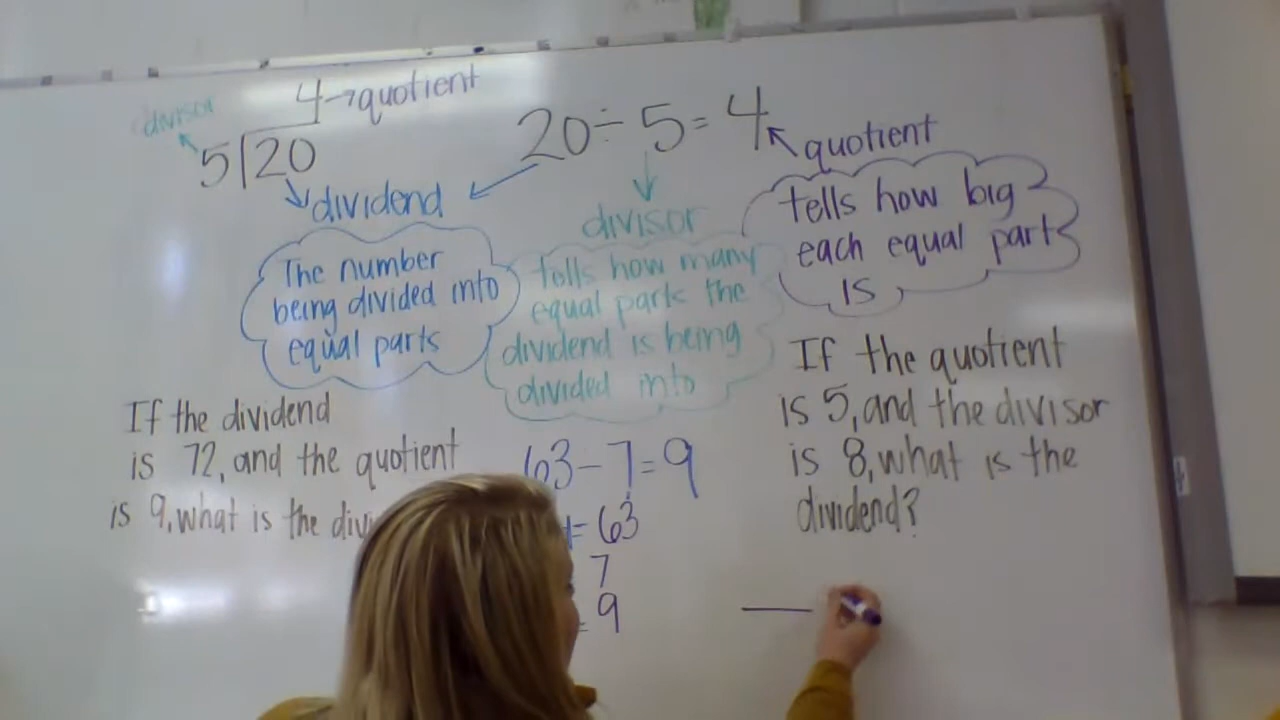 divisor
4→quotient
5|20
dividend
20÷5=4
quotient
divisor
The number
being divided into
equal parts
tells how many
equal parts the
dividend is being
divided into
tells how big
each equal part
is
If the dividend
is 72, and the quotient
is 9, what is the
63-7=9
= 63
7
= 9
If the quotient
is 5, and the divisor
is 8, what is the
dividend?